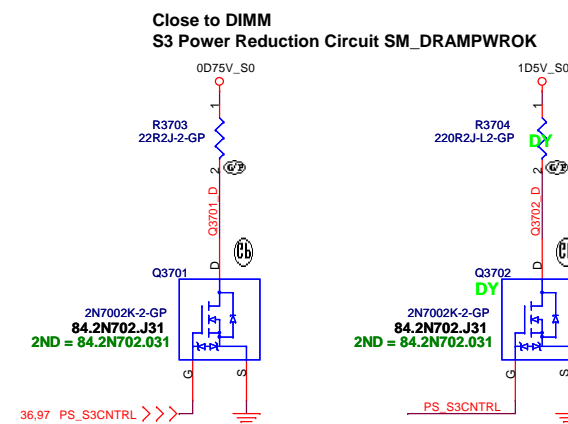 Close to DIMM
S3 Power Reduction Circuit SM_DRAMPWROK
0D75V_S0
1
R3703
22R2J-2-GP
2
Q3701_D
D
Q3701
2N7002K-2-GP
84.2N702.J31
2ND = 84.2N702.031
G
S
36,97 PS_S3CNTRL
1D5V_S0
1
R3704
220R2J-L2-GP
DY
2
Q3702_D
D
Q3702
DY
2N7002K-2-GP
84.2N702.J31
2ND = 84.2N702.031
G
S
PS_S3CNTRL